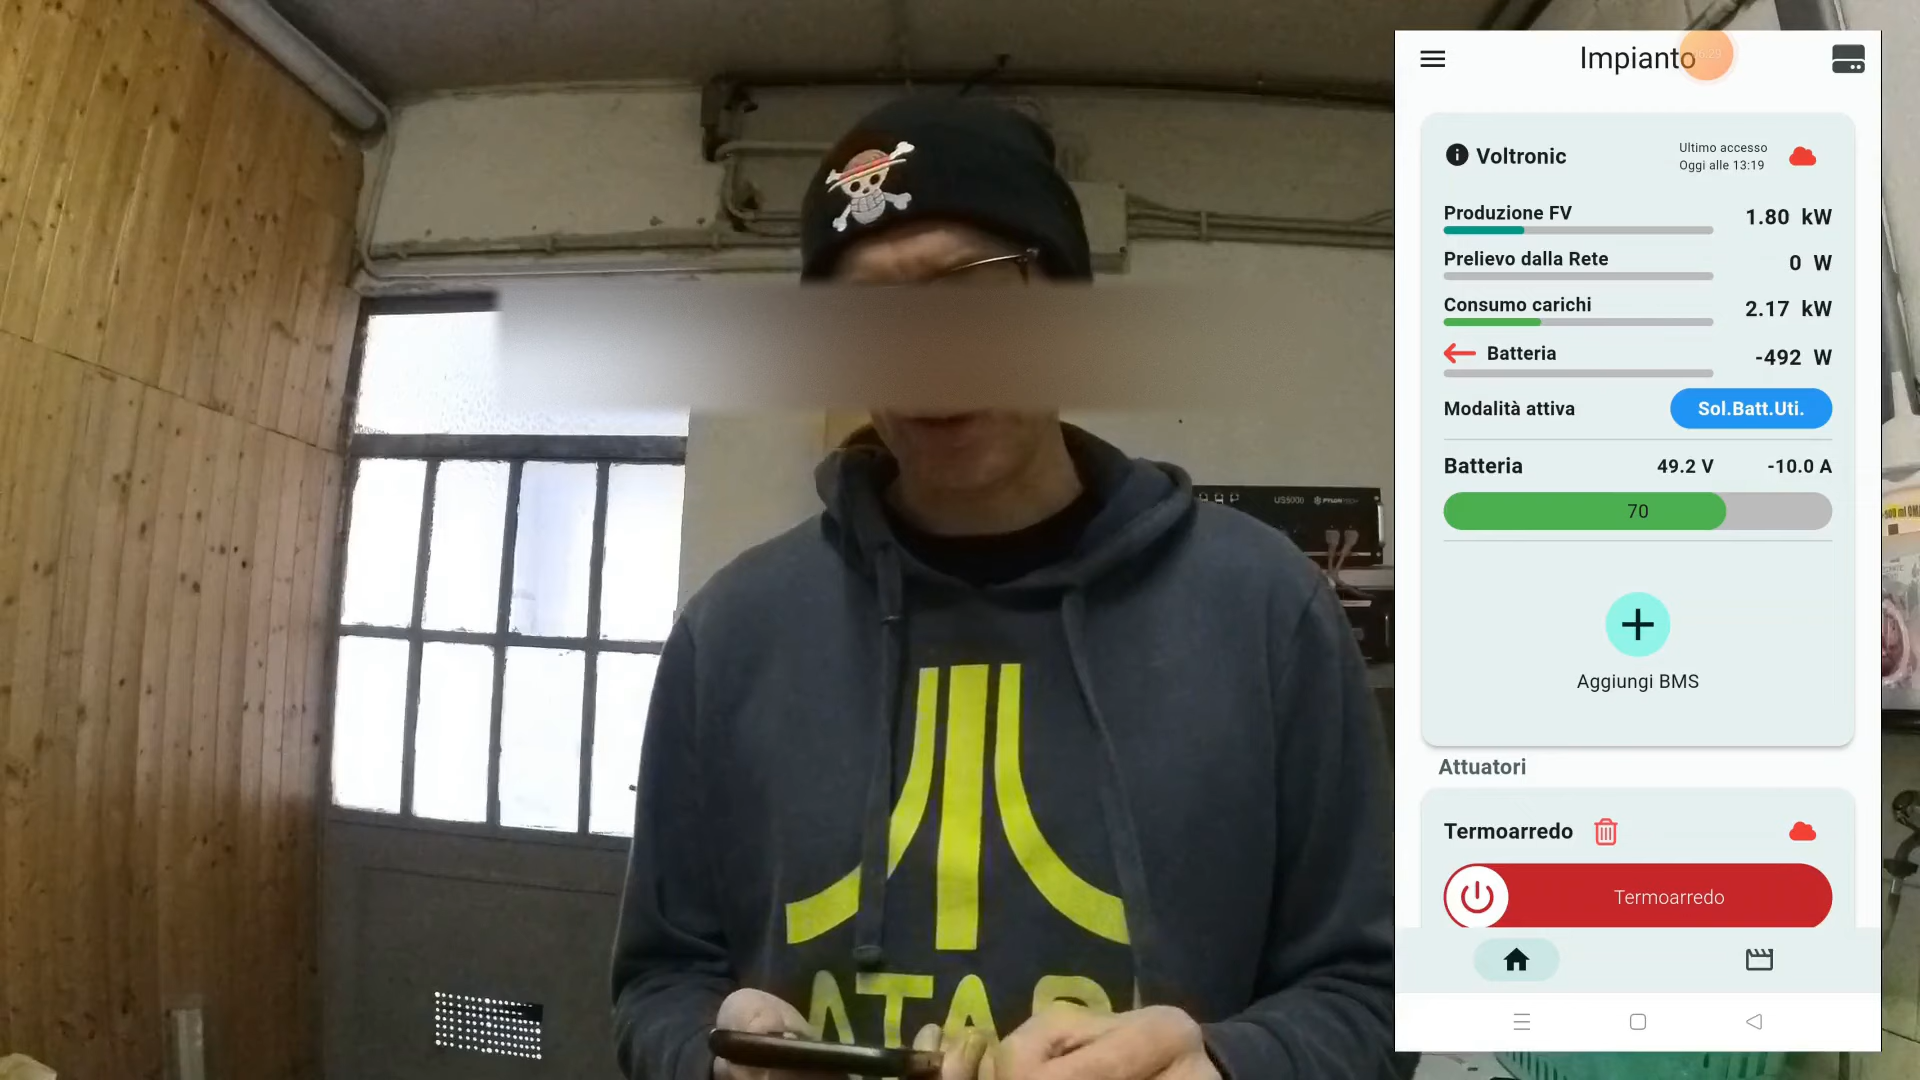 Impianto
Voltronic
Ultimo accesso
Oggi alle 13:19
Produzione FV
1.80 kW
Prelievo dalla Rete
0 W
Consumo carichi
2.17 kW
Batteria
-492 W
Modalità attiva
Sol.Batt.Uti.
Batteria
49.2 V
-10.0 A
70
Aggiungi BMS
Attuatori
Termoarredo
Termoarredo
US5000
ATAR